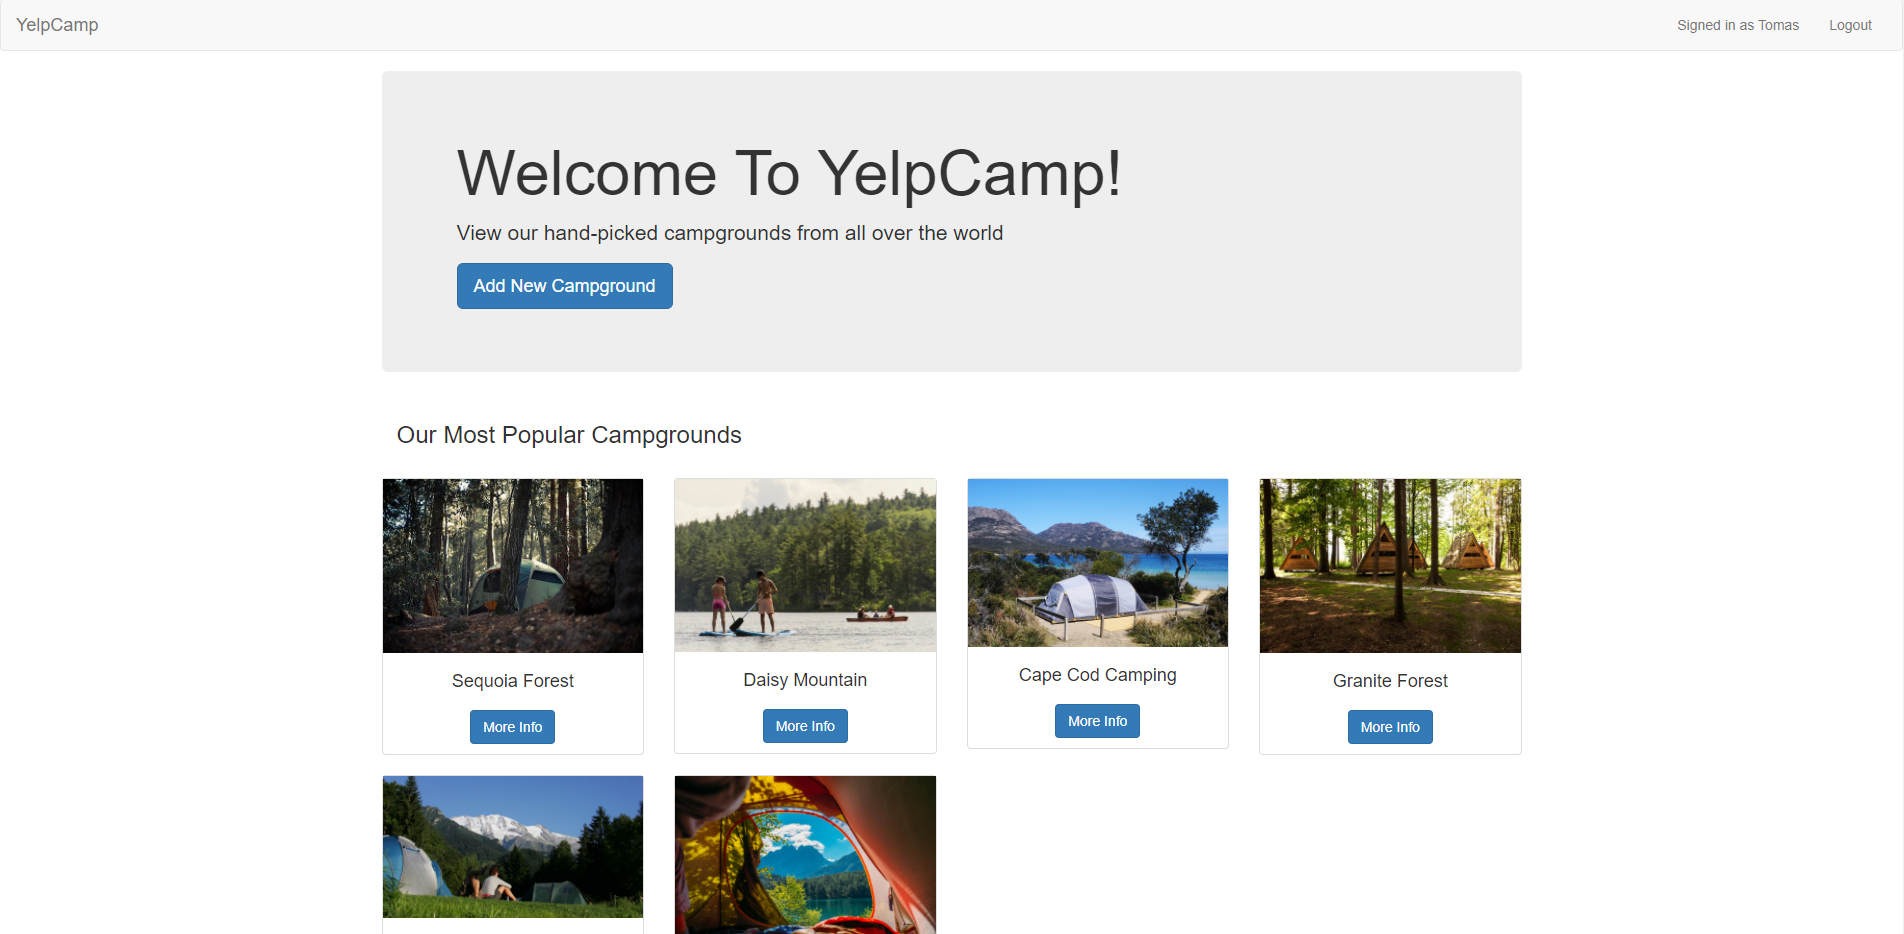 YelpCamp
Signed in as Tomas
Logout
Welcome To YelpCamp!
View our hand-picked campgrounds from all over the world
Add New Campground
Our Most Popular Campgrounds
Sequoia Forest
More Info
Daisy Mountain
More Info
Cape Cod Camping
More Info
Granite Forest
More Info